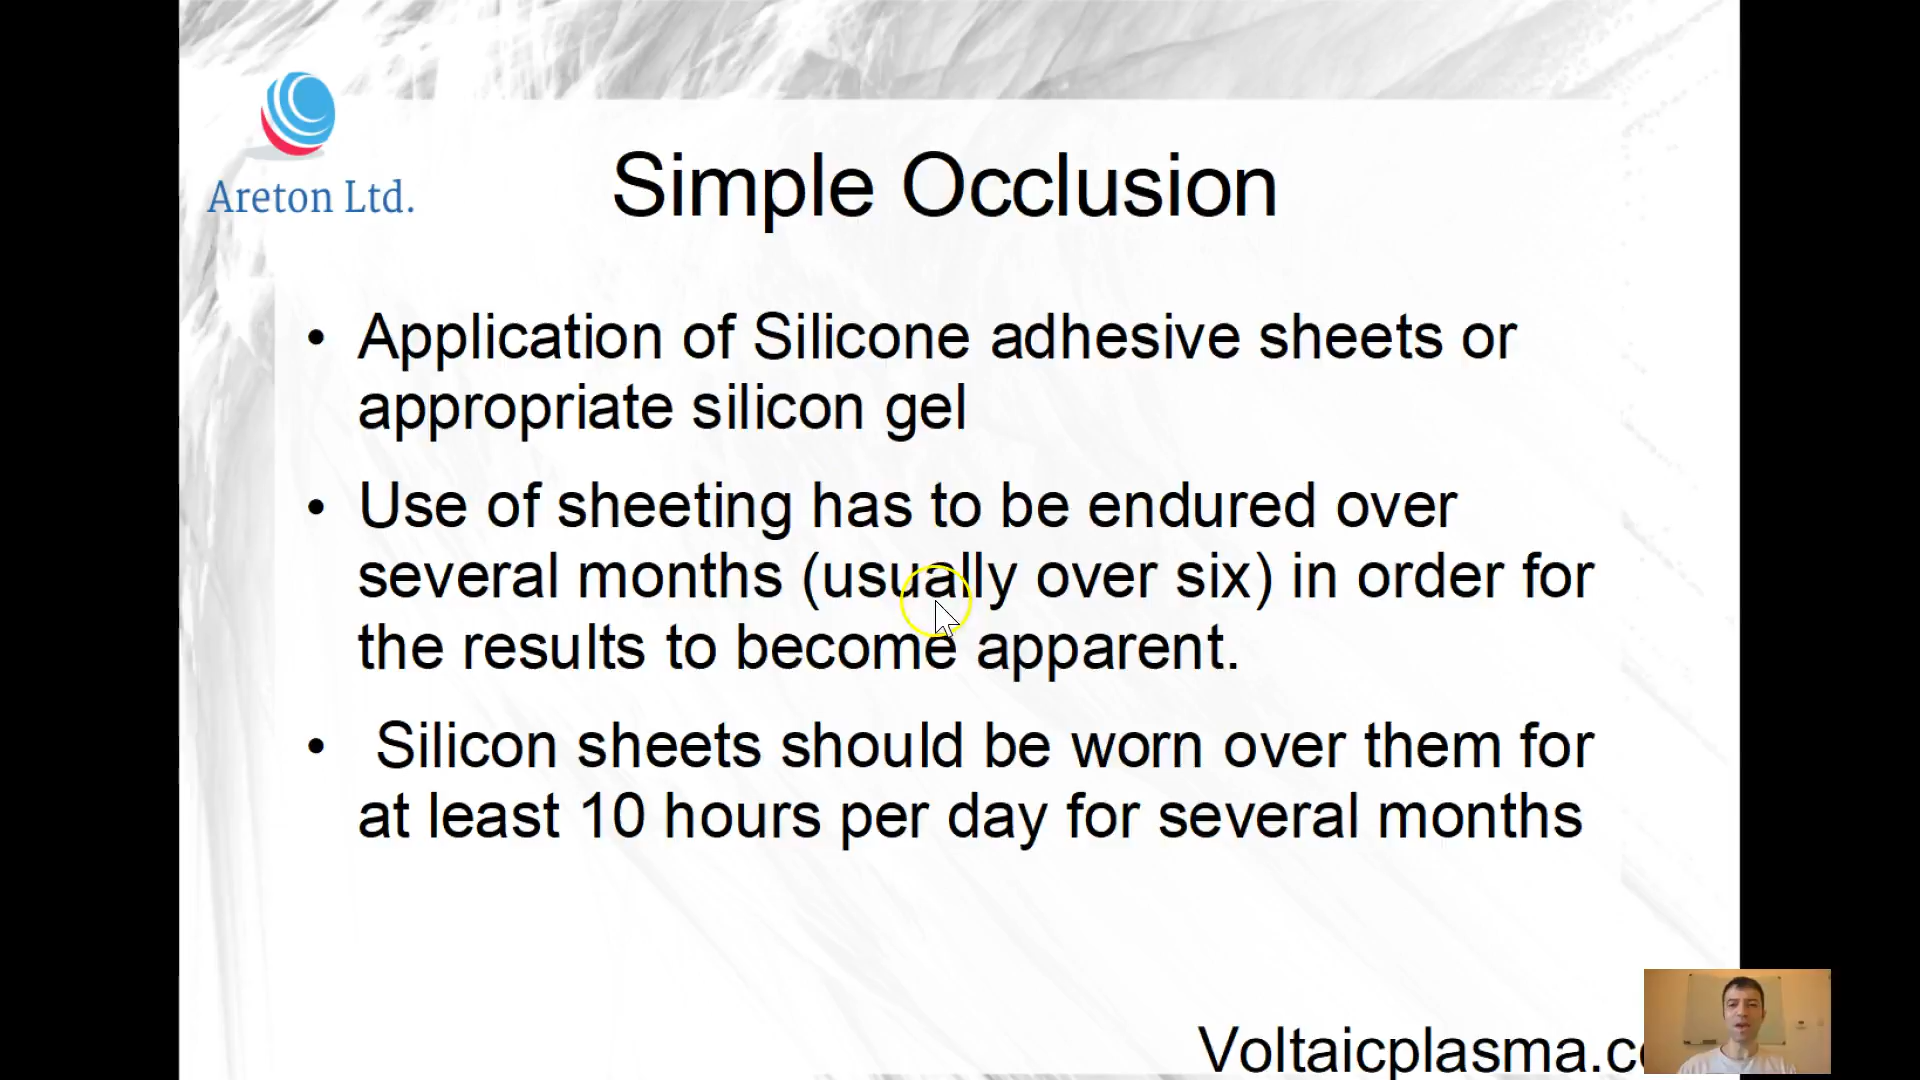 Areton Ltd.
Simple Occlusion
• Application of Silicone adhesive sheets or
appropriate silicon gel
• Use of sheeting has to be endured over
several months (usually over six) in order for
the results to become apparent.
• Silicon sheets should be worn over them for
at least 10 hours per day for several months
Voltaicplasma.c